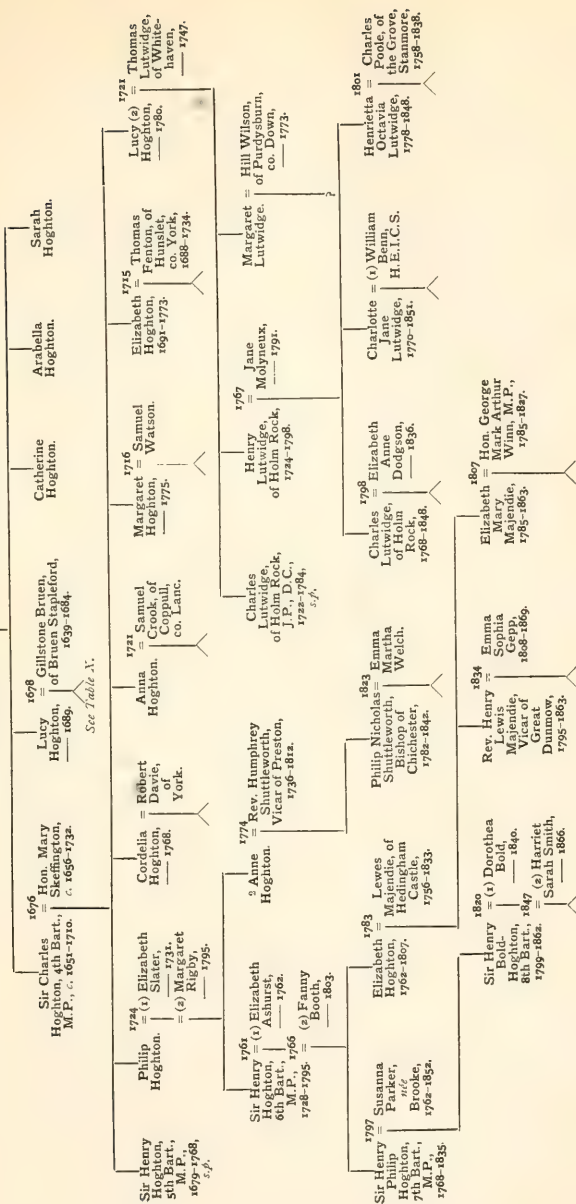 Sir Charles
Hoghton, 4th Bart.,
M.P., c. 1651-1710.
1676
=
Hon. Mary
Skeffington,
c. 1656-1732.
Lucy
Hoghton,
—— 1689.
1678
=
Gillstone Bruen,
of Bruen Stapleford,
1639-1684.
See Table X.
Catherine
Hoghton.
Arabella
Hoghton.
Sarah
Hoghton.
Sir Henry
Hoghton,
5th Bart.,
M.P.,
1679-1768,
s.p.
Philip
Hoghton.
1724
= (1) Elizabeth
Slater,
—— 1731.
= (2) Margaret
Rigby,
—— 1795.
Cordelia
Hoghton,
—— 1768.
= Robert
Davie,
of
York.
Anna
Hoghton.
1721
= Samuel
Crook, of
Coppull,
co. Lanc.
Margaret
Hoghton,
—— 1775.
1716
= Samuel
Watson.
Elizabeth
Hoghton,
1691-1773.
1715
= Thomas
Fenton, of
Hunslet,
co. York,
1688-1734.
Lucy (2)
Hoghton,
—— 1780.
1721
= Thomas
Lutwidge,
of White-
haven,
—— 1747.
Sir Henry
Hoghton,
6th Bart.,
M.P.,
1728-1795.
1761
= (1) Elizabeth
Ashurst,
—— 1762.
1766
= (2) Fanny
Booth,
—— 1803.
? Anne
Hoghton.
1774
= Rev. Humphrey
Shuttleworth,
Vicar of Preston,
1736-1812.
Charles
Lutwidge,
of Holm Rock,
J.P., D.C.,
1722-1784,
s.p.
Henry
Lutwidge,
of Holm Rock,
1724-1798.
1767
= Jane
Molyneux,
—— 1791.
Margaret
Lutwidge.
= Hill Wilson,
of Purdysburn,
co. Down,
—— 1773.
?
Sir Henry
Philip
Hoghton,
7th Bart.,
M.P.,
1768-1835.
1797
= Susanna
Parker,
née
Brooke,
1762-1852.
Elizabeth
Hoghton,
1762-1807.
1783
= Lewes
Majendie, of
Hedingham
Castle,
1756-1833.
Philip Nicholas
Shuttleworth,
Bishop of
Chichester,
1782-1842.
1823
= Emma
Martha
Welch.
Charles
Lutwidge,
of Holm
Rock,
1768-1848.
1798
= Elizabeth
Anne
Dodgson,
—— 1836.
Charlotte
Jane
Lutwidge,
1770-1851.
= (1) William
Benn,
H.E.I.C.S.
Henrietta
Octavia
Lutwidge,
1778-1848.
1801
= Charles
Poole, of
the Grove,
Stanmore,
1758-1838.
Sir Henry
Bold-
Hoghton,
8th Bart.,
1799-1862.
1820
= (1) Dorothea
Bold,
—— 1840.
1847
= (2) Harriet
Sarah Smith,
—— 1866.
Rev. Henry
Lewis
Majendie,
Vicar of
Great
Dunmow,
1795-1863.
1834
= Emma
Sophia
Gepp,
1808-1869.
Elizabeth
Mary
Majendie,
1785-1863.
1807
= Hon. George
Mark Arthur
Winn, M.P.,
1785-1827.